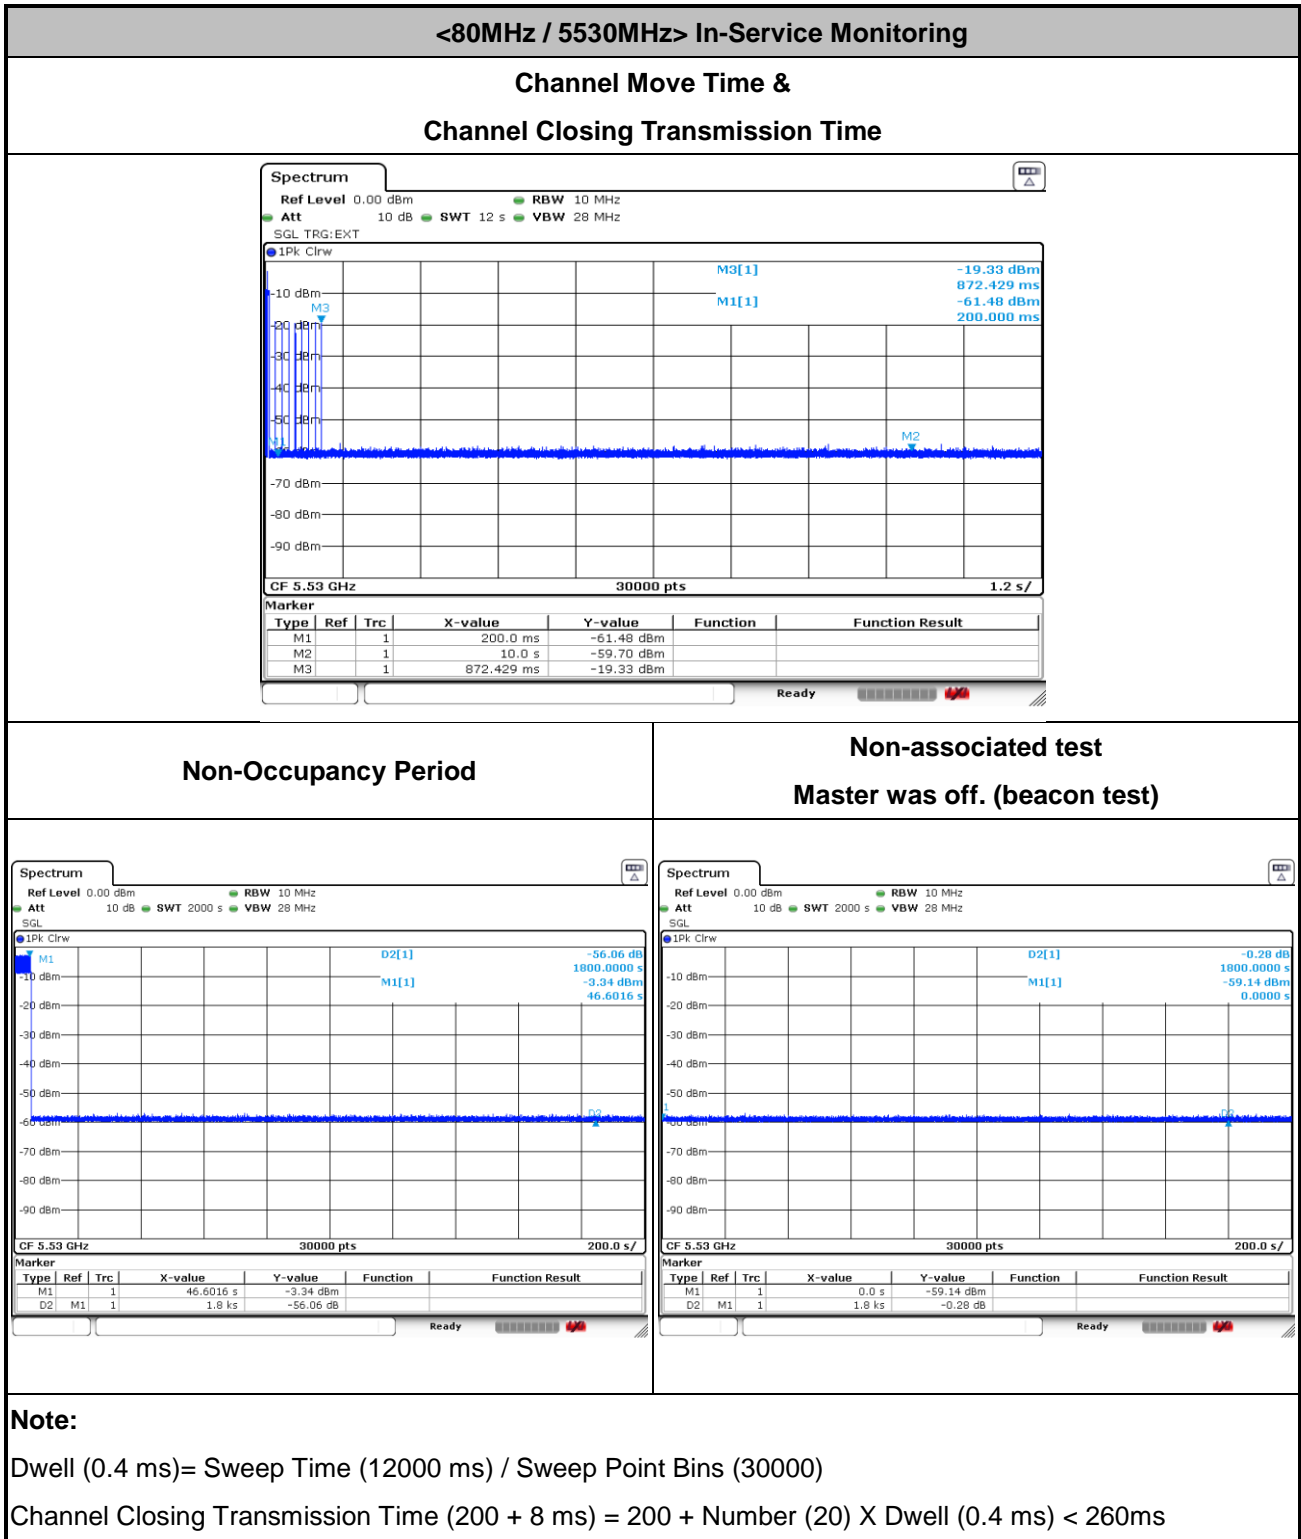 <80MHz / 5530MHz> In-Service Monitoring
Channel Move Time &
Channel Closing Transmission Time
Spectrum
Ref Level 0.00 dBm RBW 10 MHz
Att 10 dB SWT 12 s VBW 28 MHz
SGL TRG:EXT
1Pk Clrw
M3[1] -19.33 dBm
872.429 ms
-10 dBm M1[1] -61.48 dBm
M3 200.000 ms
-20 dBm
-30 dBm
-40 dBm
-50 dBm
M1 M2
-70 dBm
-80 dBm
-90 dBm
CF 5.53 GHz 30000 pts 1.2 s/
Marker
Type Ref Trc X-value Y-value Function Function Result
M1 1 200.0 ms -61.48 dBm
M2 1 10.0 s -59.70 dBm
M3 1 872.429 ms -19.33 dBm
Ready
Non-Occupancy Period
Non-associated test
Master was off. (beacon test)
Spectrum
Ref Level 0.00 dBm RBW 10 MHz
Att 10 dB SWT 2000 s VBW 28 MHz
SGL
1Pk Clrw
M1 D2[1] -56.06 dB
1800.0000 s
-10 dBm M1[1] -3.34 dBm
46.6016 s
-20 dBm
-30 dBm
-40 dBm
-50 dBm
D2
-60 dBm
-70 dBm
-80 dBm
-90 dBm
CF 5.53 GHz 30000 pts 200.0 s/
Marker
Type Ref Trc X-value Y-value Function Function Result
M1 1 46.6016 s -3.34 dBm
D2 M1 1 1.8 ks -56.06 dB
Ready
Spectrum
Ref Level 0.00 dBm RBW 10 MHz
Att 10 dB SWT 2000 s VBW 28 MHz
SGL
1Pk Clrw
D2[1] -0.28 dB
1800.0000 s
-10 dBm M1[1] -59.14 dBm
0.0000 s
-20 dBm
-30 dBm
-40 dBm
-50 dBm
1 D2
-60 dBm
-70 dBm
-80 dBm
-90 dBm
CF 5.53 GHz 30000 pts 200.0 s/
Marker
Type Ref Trc X-value Y-value Function Function Result
M1 1 0.0 s -59.14 dBm
D2 M1 1 1.8 ks -0.28 dB
Ready
Note:
Dwell (0.4 ms)= Sweep Time (12000 ms) / Sweep Point Bins (30000)
Channel Closing Transmission Time (200 + 8 ms) = 200 + Number (20) X Dwell (0.4 ms) < 260ms